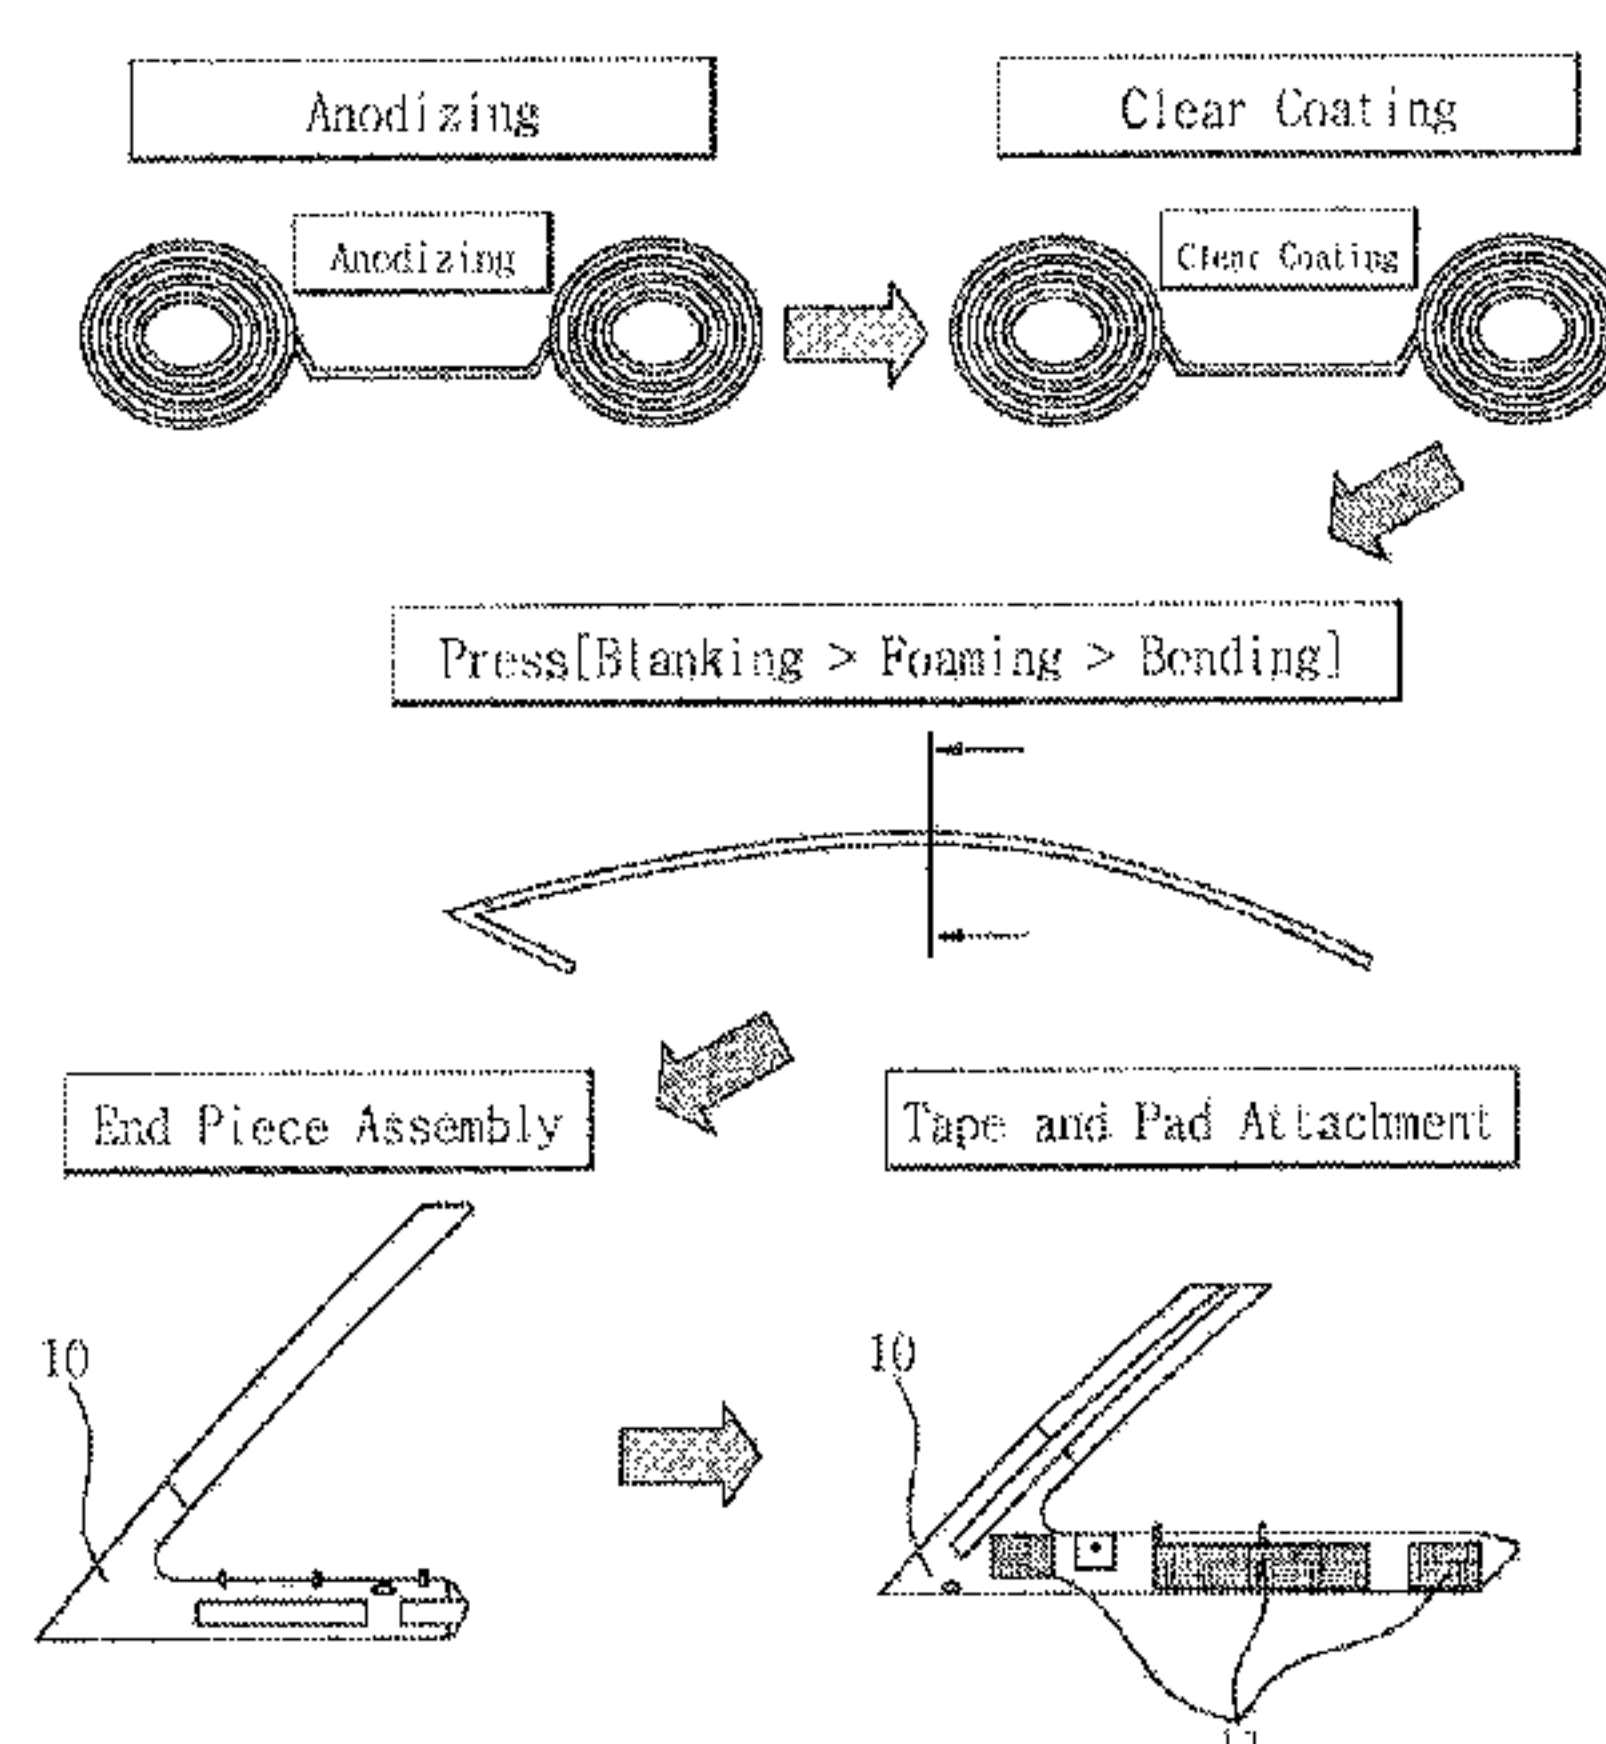 Anodizing
Clear Coating
Anodizing
Clear Coating
Press[Blanking > Foaming > Bending]
End Piece Assembly
Tape and Pad Attachment
10
10